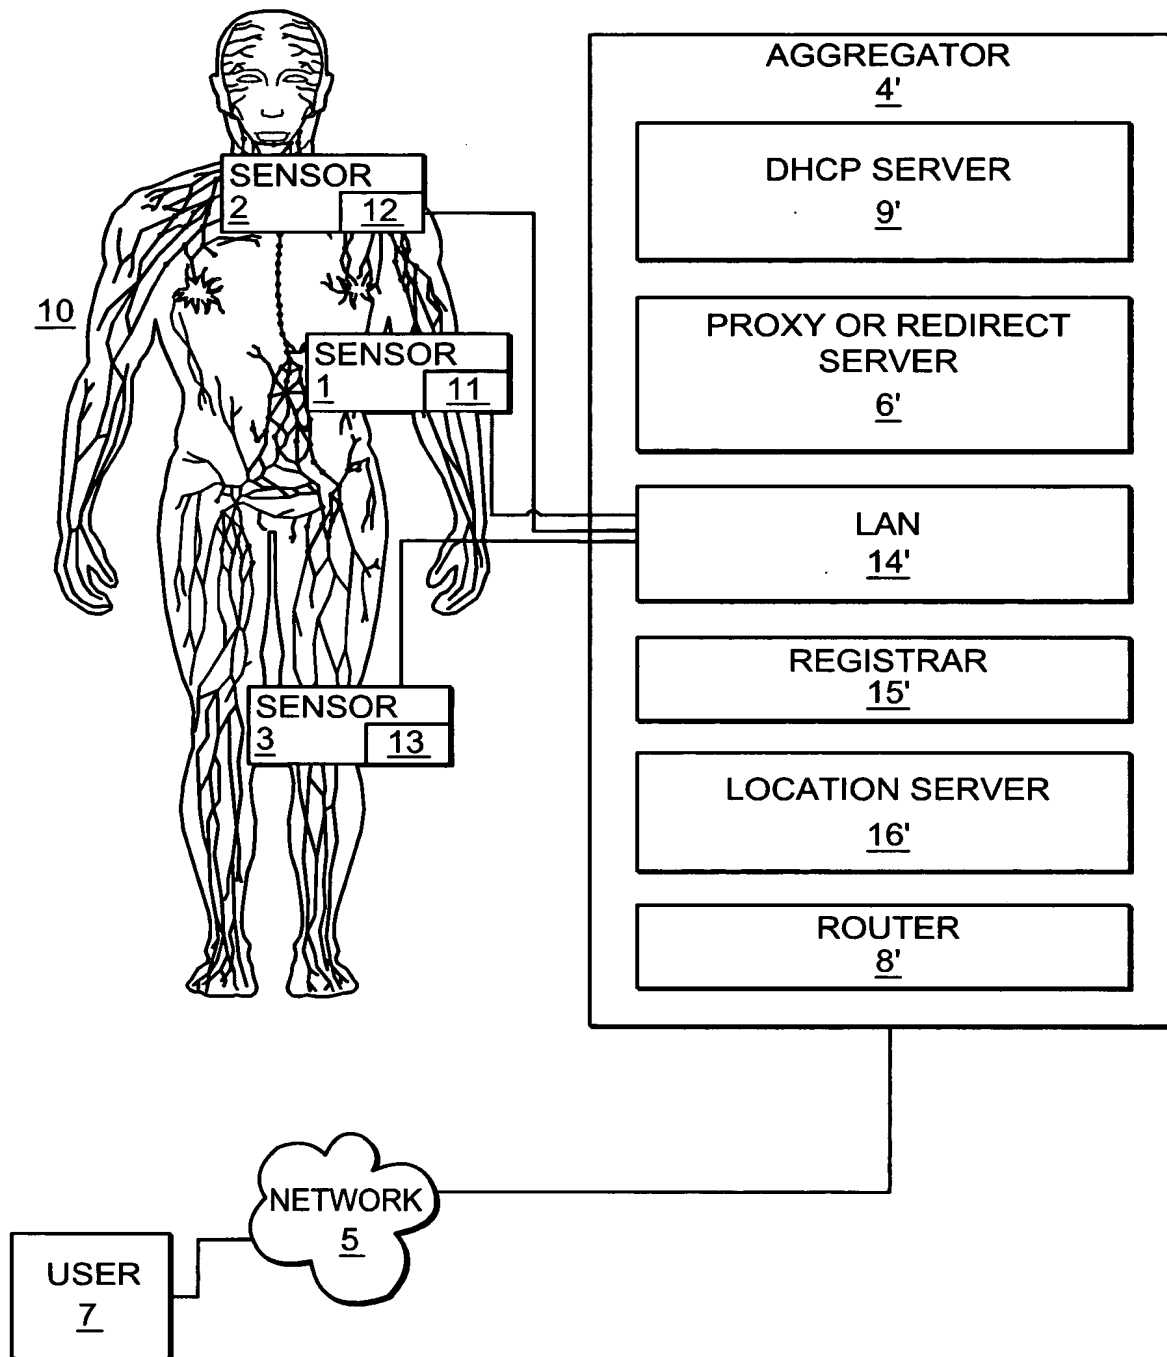 AGGREGATOR
4'
DHCP SERVER
9'
PROXY OR REDIRECT
SERVER
6'
LAN
14'
REGISTRAR
15'
LOCATION SERVER
16'
ROUTER
8'
SENSOR
2
12
10
SENSOR
1
11
SENSOR
3
13
NETWORK
5
USER
7